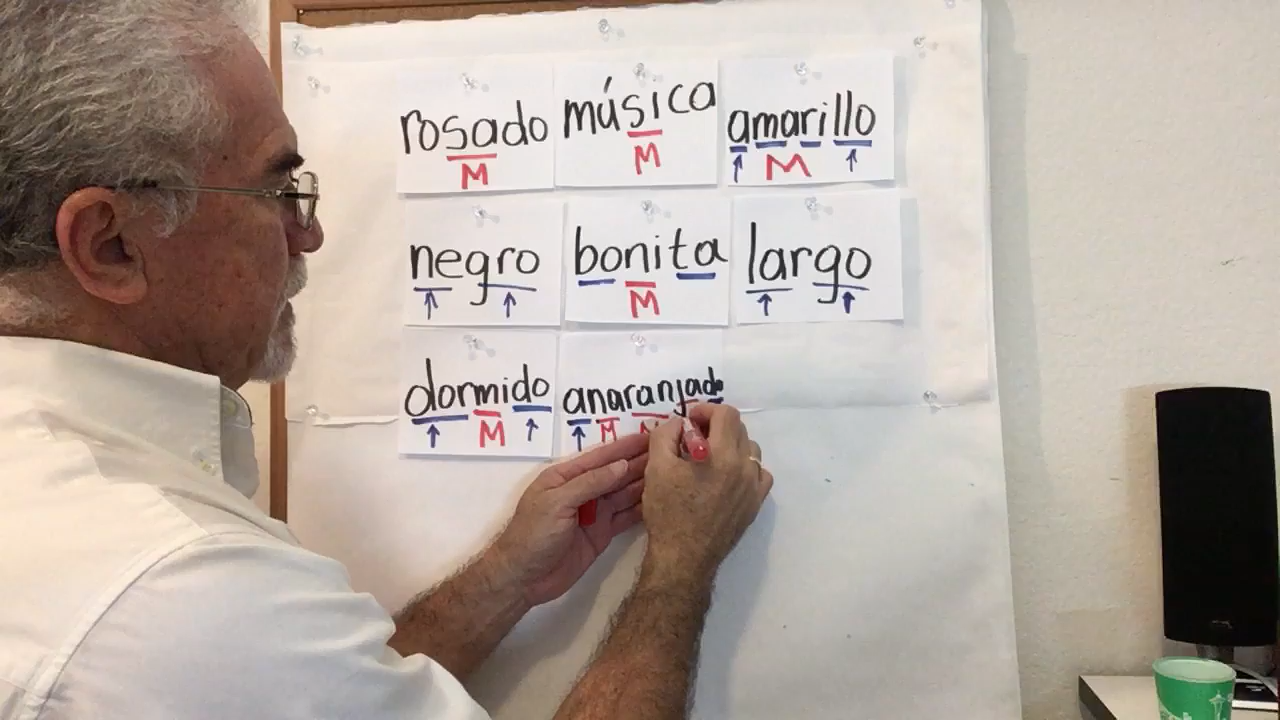 rosado música amarillo
M M M
negro bonita largo
M
dormido anaranjado
M M